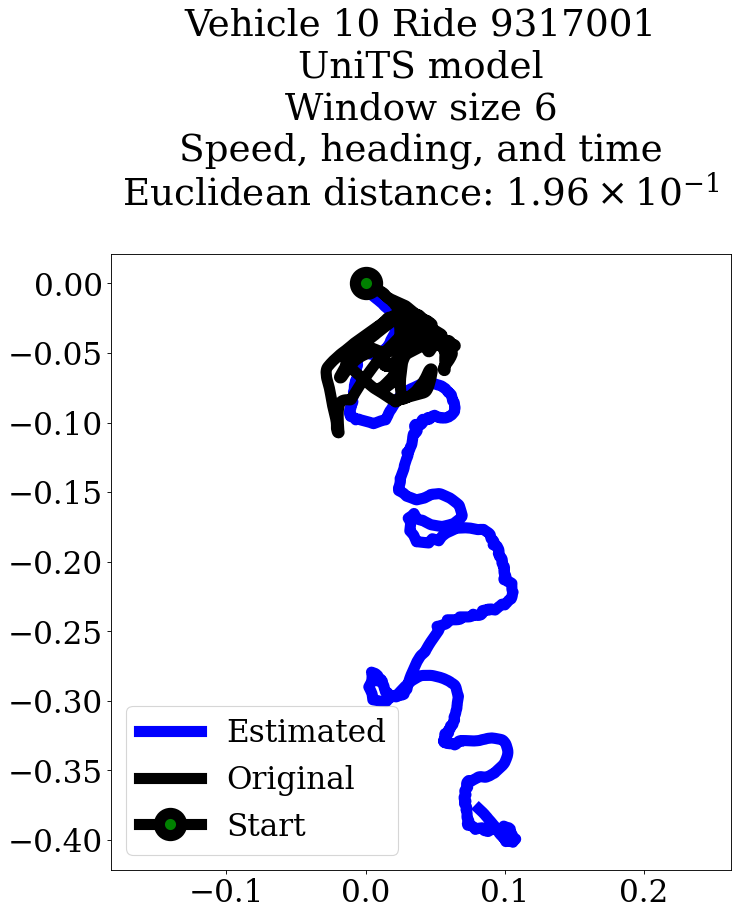 Vehicle 10 Ride 9317001
UniTS model
Window size 6
Speed, heading, and time
Euclidean distance: $1.96 \times 10^{-1}$
0.00
−0.05
−0.10
−0.15
−0.20
−0.25
−0.30
−0.35
−0.40
Estimated
Original
Start
−0.1 0.0 0.1 0.2